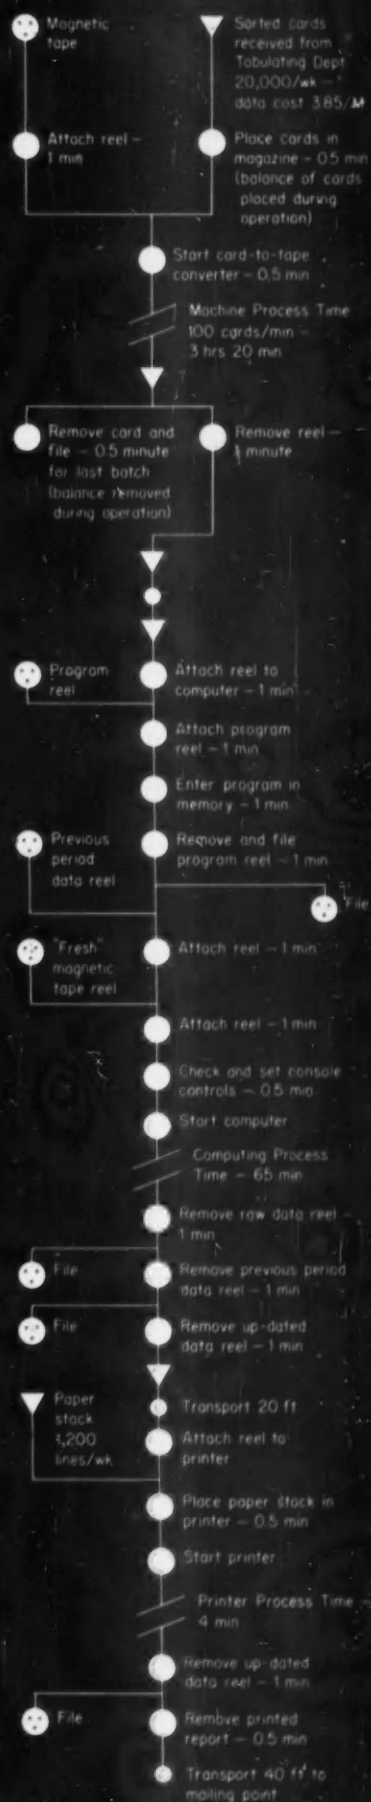 Magnetic
tape
Sorted cards
received from
Tabulating Dept
20,000/wk –
data cost 3.85/M
Attach reel –
1 min
Place cards in
magazine – 0.5 min
(balance of cards
placed during
operation)
Start card-to-tape
converter – 0.5 min
Machine Process Time
100 cards/min –
3 hrs 20 min
Remove card and
file – 0.5 minute
for last batch
(balance removed
during operation)
Remove reel –
1 minute
Program
reel
Attach reel to
computer – 1 min
Attach program
reel – 1 min
Enter program in
memory – 1 min
Previous
period
data reel
Remove and file
program reel – 1 min
File
"Fresh"
magnetic
tape reel
Attach reel – 1 min
Attach reel – 1 min
Check and set console
controls – 0.5 min
Start computer
Computing Process
Time – 65 min
Remove raw data reel –
1 min
File
Remove previous period
data reel – 1 min
File
Remove up-dated
data reel – 1 min
Paper
stock
,200
lines/wk
Transport 20 ft
Attach reel to
printer
Place paper stock in
printer – 0.5 min
Start printer
Printer Process Time –
4 min
Remove up-dated
data reel – 1 min
File
Remove printed
report – 0.5 min
Transport 40 ft to
mailing point